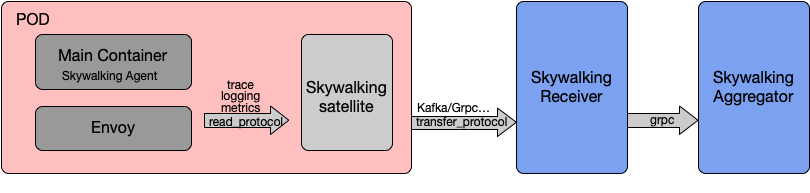 POD
Main Container
Skywalking Agent
Envoy
trace
logging
metrics
read_protocol
Skywalking
satellite
Kafka/Grpc...
transfer_protocol
Skywalking
Receiver
grpc
Skywalking
Aggregator